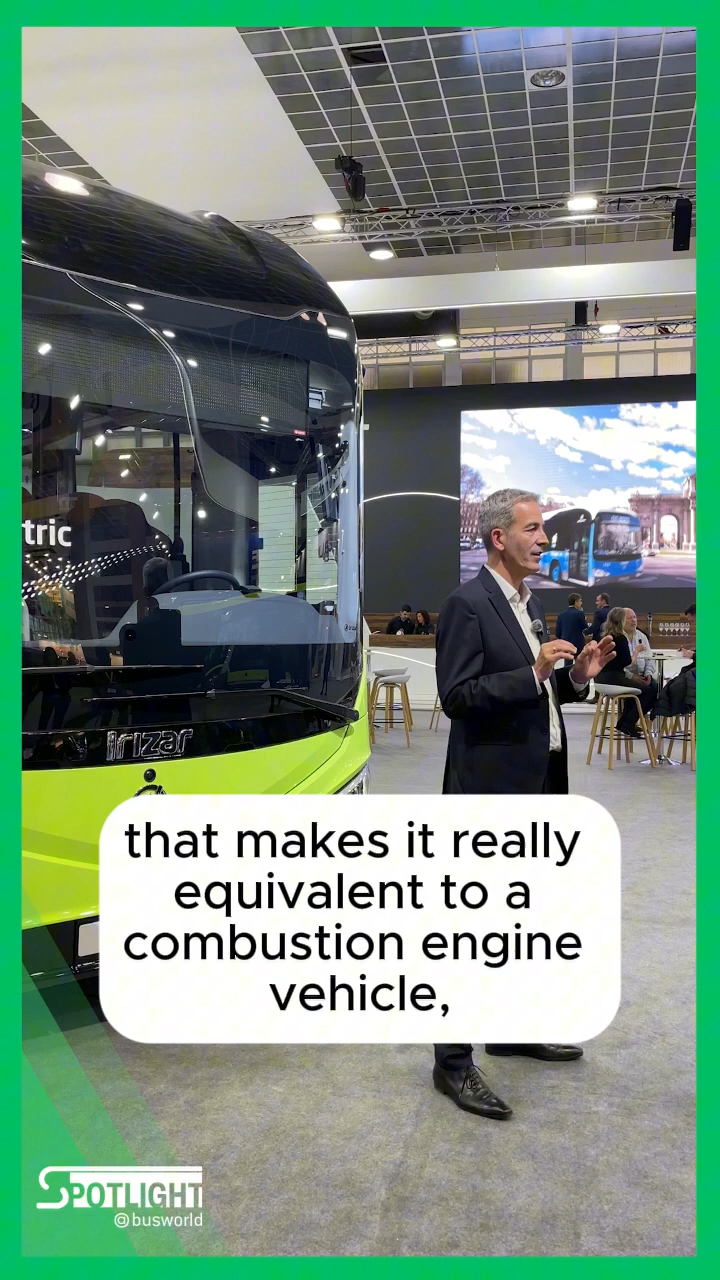 tric
Irizar
that makes it really
equivalent to a
combustion engine
vehicle,
SPOTLIGHT
@busworld